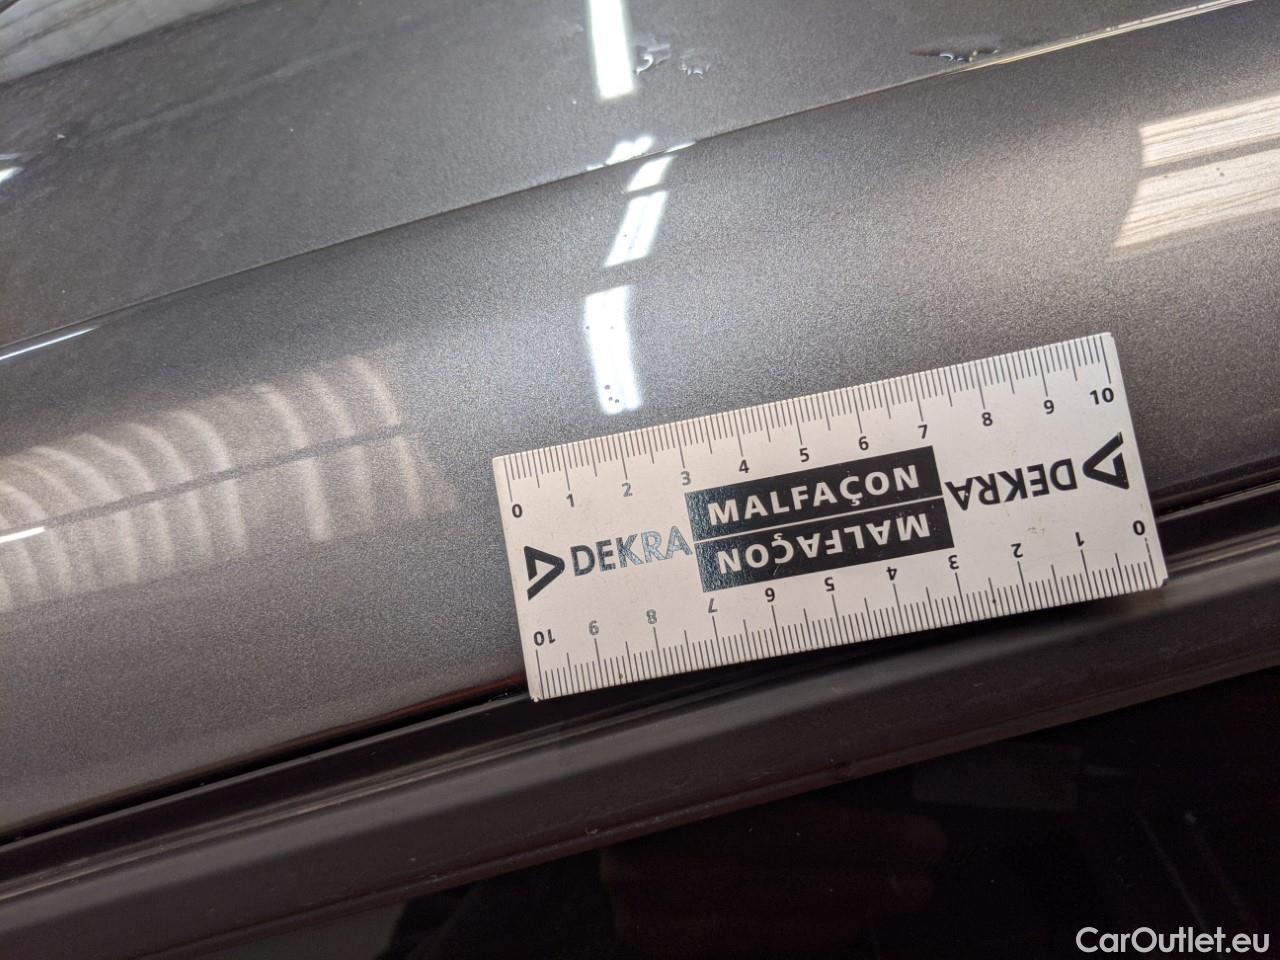 0 1 2 3 4 5 6 7 8 9 10
DEKRA MALFAÇON
MALFAÇON DEKRA
10 9 8 7 6 5 4 3 2 1 0
CarOutlet.eu